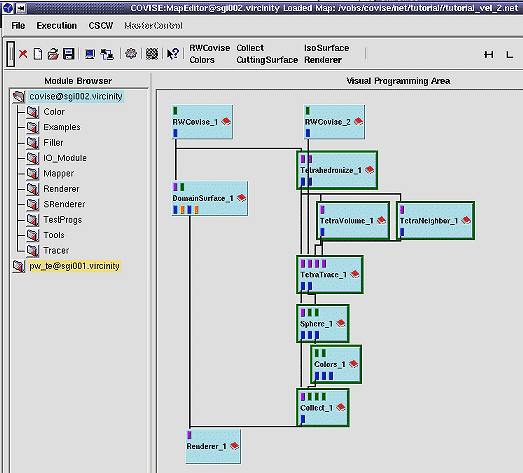 COVISE:MapEditor@sgi002.vircinity Loaded Map: /vobs/covise/net/tutorial//tutorial_vel_2.net
File Execution CSCW MasterControl
RWCovise Collect IsoSurface
Colors CuttingSurface Renderer
Module Browser
Visual Programming Area
covise@sgi002.vircinity
Color
Examples
Filter
IO_Module
Mapper
Renderer
SRenderer
TestProgs
Tools
Tracer
pw_te@sgi001.vircinity
RWCovise_1
RWCovise_2
Tetrahedronize_1
DomainSurface_1
TetraVolume_1
TetraNeighbor_1
TetraTrace_1
Sphere_1
Colors_1
Collect_1
Renderer_1